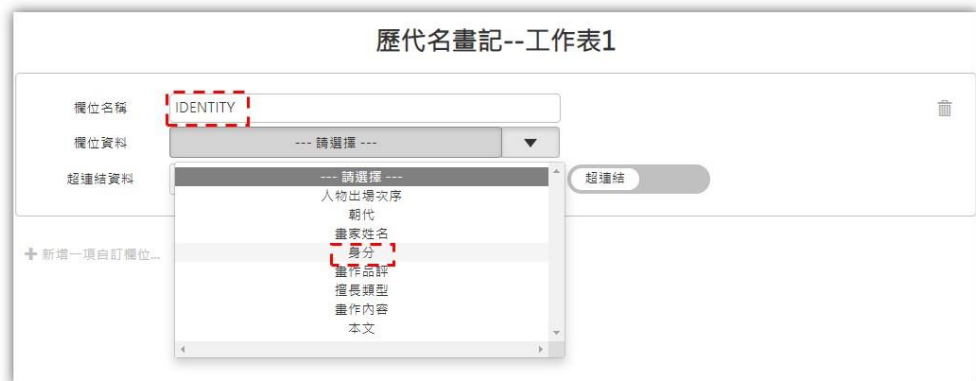 歷代名畫記--工作表1
欄位名稱 IDENTITY
欄位資料 --- 請選擇 ---
超連結資料 超連結
--- 請選擇 ---
人物出場次序
朝代
畫家姓名
身分
畫作品評
擅長類型
畫作內容
本文
新增一項自訂欄位...